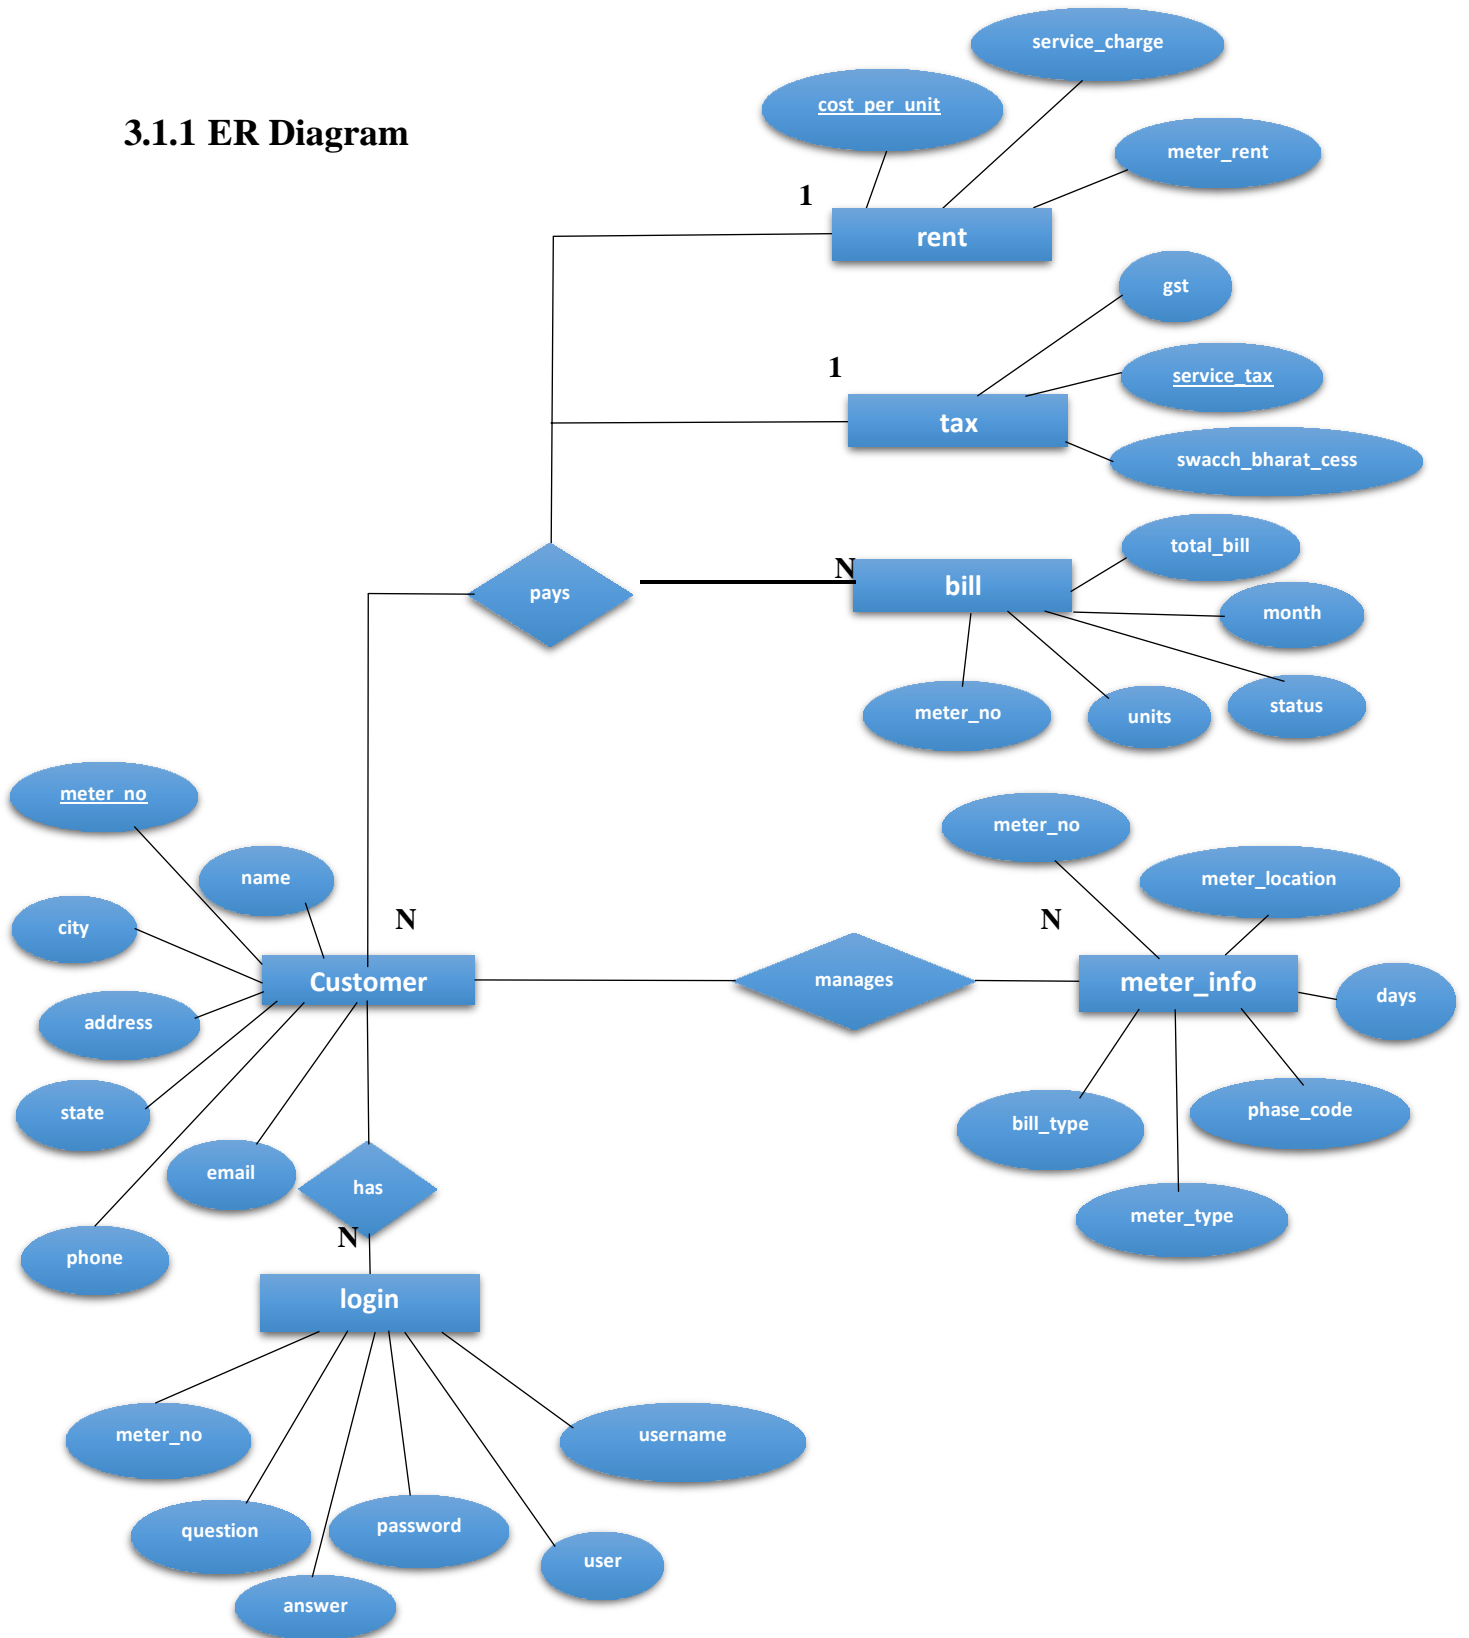 service_charge
cost_per_unit
3.1.1 ER Diagram
meter_rent
1
rent
gst
1
service_tax
tax
swacch_bharat_cess
total_bill
N
bill
pays
month
status
meter_no
units
meter_no
meter_no
name
meter_location
city
N
N
Customer
manages
meter_info
days
address
state
bill_type
phase_code
email
has
meter_type
N
phone
login
meter_no
username
question
password
user
answer